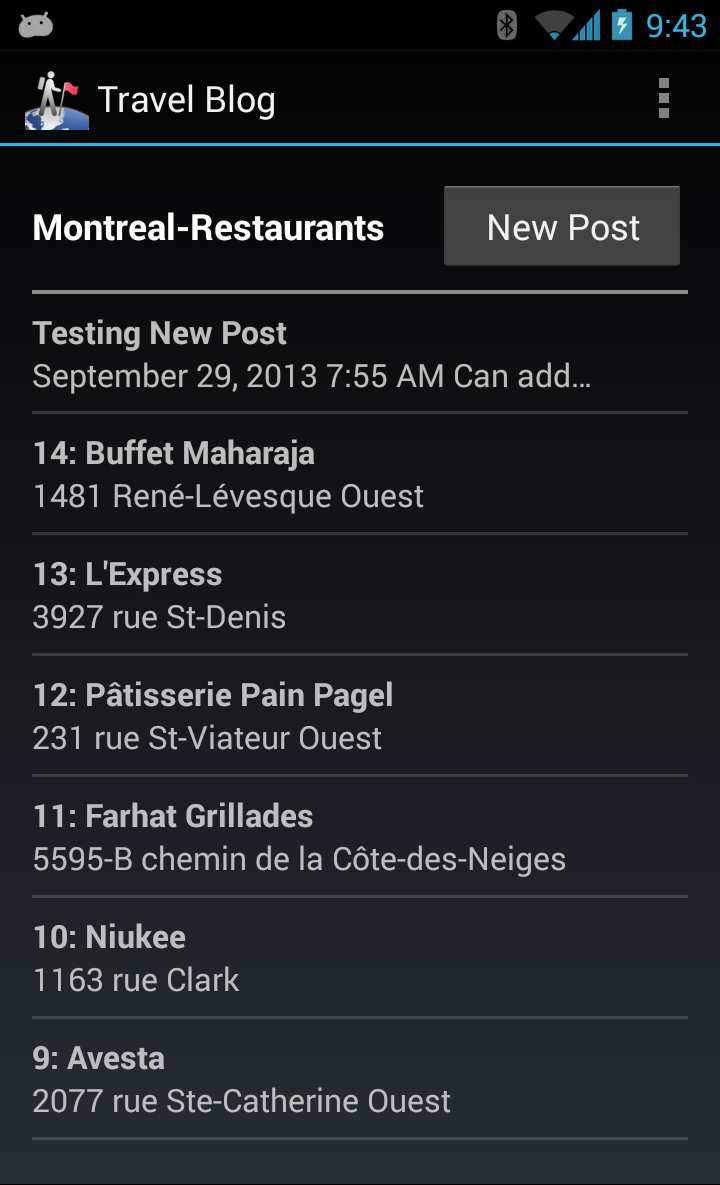 9:43
Travel Blog
Montreal-Restaurants
New Post
Testing New Post
September 29, 2013 7:55 AM Can add…
14: Buffet Maharaja
1481 René-Lévesque Ouest
13: L'Express
3927 rue St-Denis
12: Pâtisserie Pain Pagel
231 rue St-Viateur Ouest
11: Farhat Grillades
5595-B chemin de la Côte-des-Neiges
10: Niukee
1163 rue Clark
9: Avesta
2077 rue Ste-Catherine Ouest